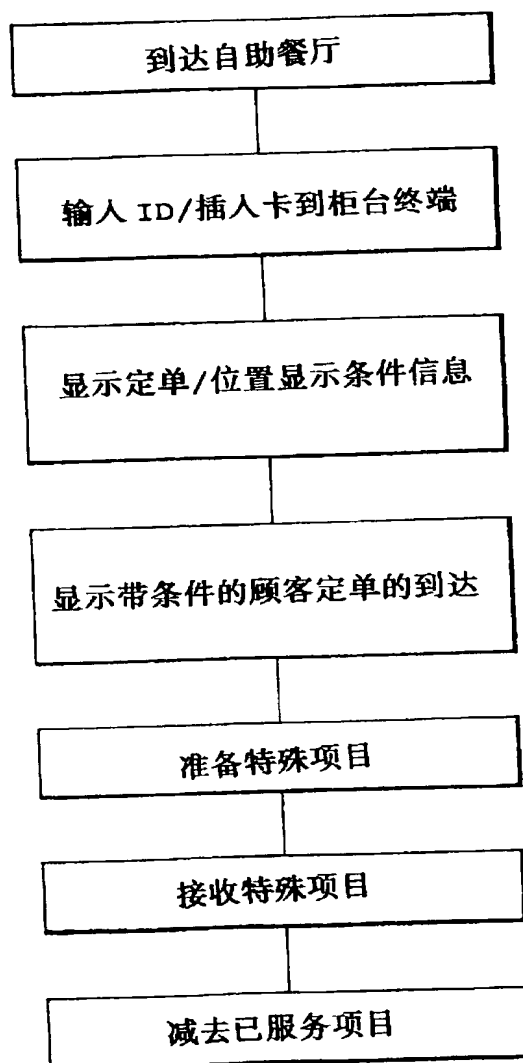 到达自助餐厅
输入 ID/插入卡到柜台终端
显示定单/位置显示条件信息
显示带条件的顾客定单的到达
准备特殊项目
接收特殊项目
减去已服务项目